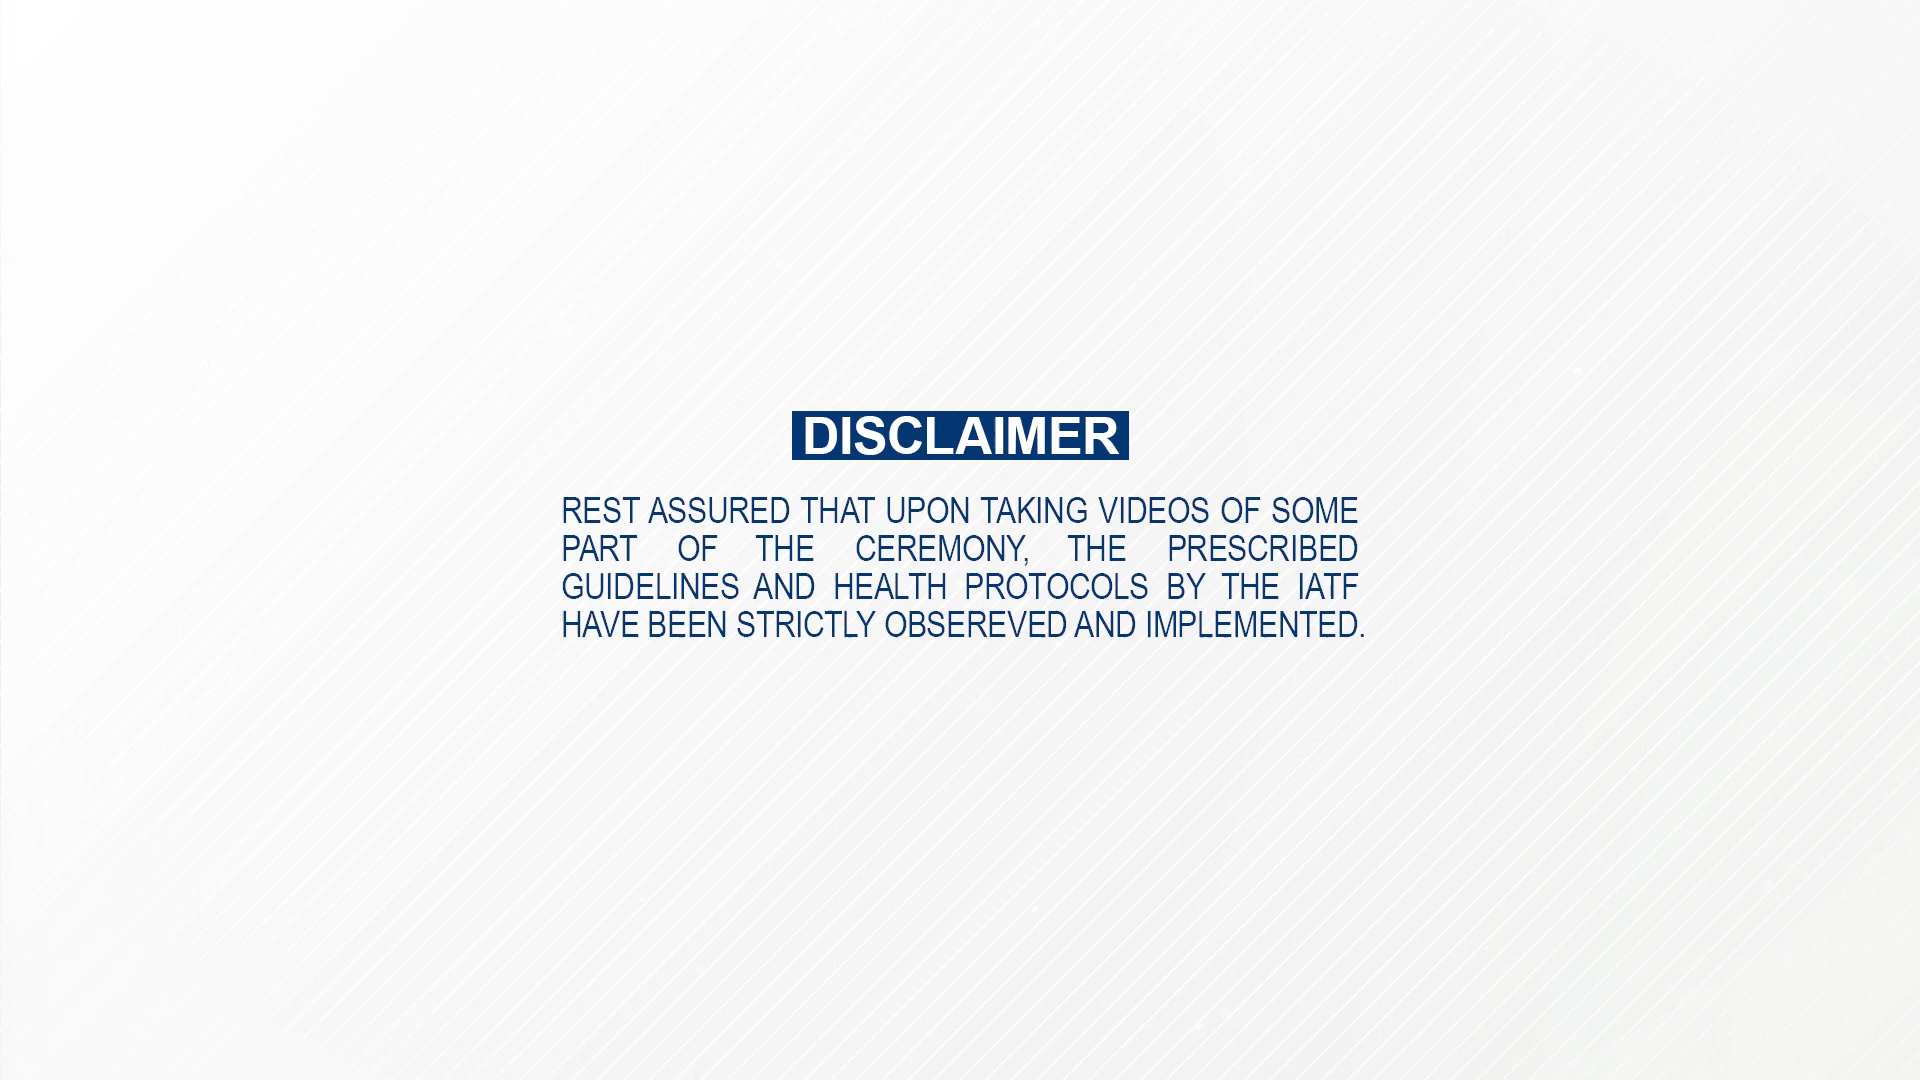 DISCLAIMER
REST ASSURED THAT UPON TAKING VIDEOS OF SOME
PART OF THE CEREMONY, THE PRESCRIBED
GUIDELINES AND HEALTH PROTOCOLS BY THE IATF
HAVE BEEN STRICTLY OBSEREVED AND IMPLEMENTED.